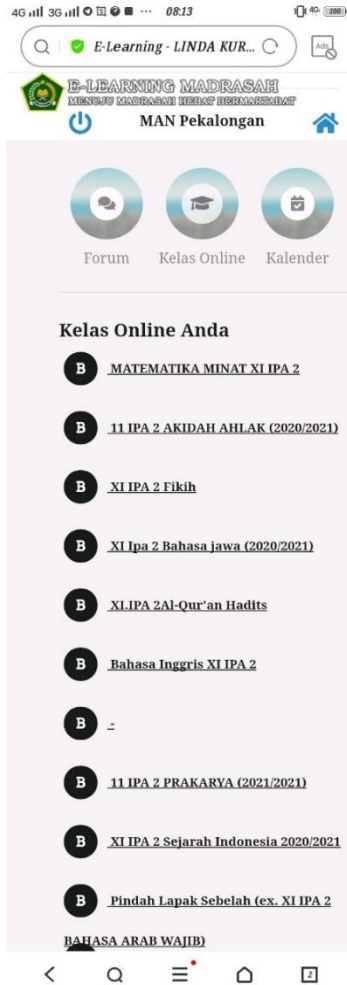 4G 3G 08:13 4G 100
E-Learning - LINDA KUR... Ads
E-LEARNING MADRASAH
MENUJU MADRASAH HEBAT BERMARTABAT
MAN Pekalongan
Forum Kelas Online Kalender
Kelas Online Anda
B MATEMATIKA MINAT XI IPA 2
B 11 IPA 2 AKIDAH AHLAK (2020/2021)
B XI IPA 2 Fikih
B XI Ipa 2 Bahasa jawa (2020/2021)
B XI.IPA 2Al-Qur'an Hadits
B Bahasa Inggris XI IPA 2
B -
B 11 IPA 2 PRAKARYA (2021/2021)
B XI IPA 2 Sejarah Indonesia 2020/2021
B Pindah Lapak Sebelah (ex. XI IPA 2
BAHASA ARAB WAJIB)
2